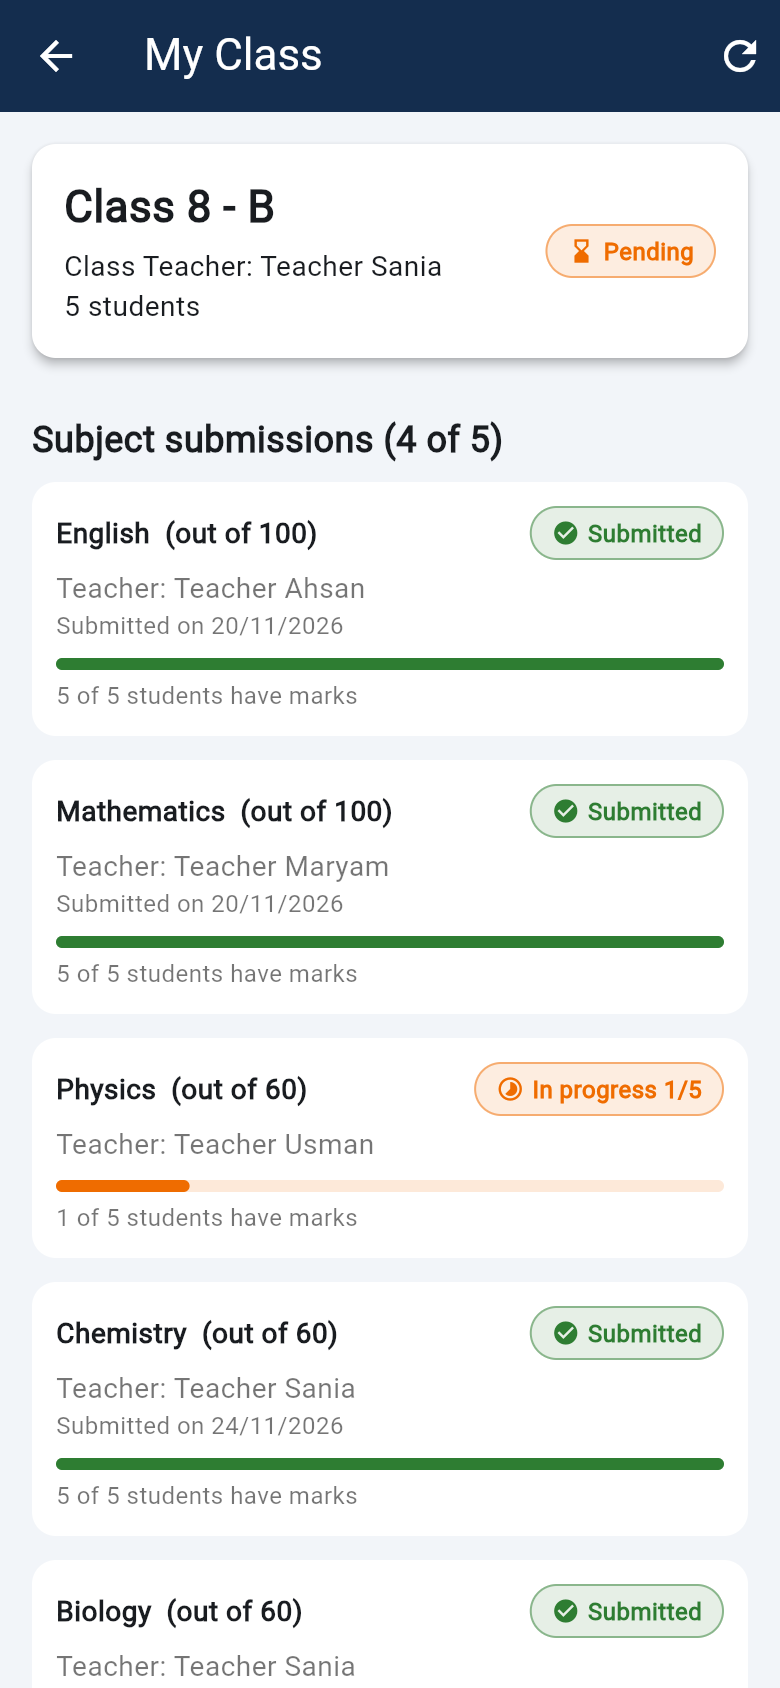 My Class
Class 8 - B
Class Teacher: Teacher Sania
5 students
Pending
Subject submissions (4 of 5)
English (out of 100)
Submitted
Teacher: Teacher Ahsan
Submitted on 20/11/2026
5 of 5 students have marks
Mathematics (out of 100)
Submitted
Teacher: Teacher Maryam
Submitted on 20/11/2026
5 of 5 students have marks
Physics (out of 60)
In progress 1/5
Teacher: Teacher Usman
1 of 5 students have marks
Chemistry (out of 60)
Submitted
Teacher: Teacher Sania
Submitted on 24/11/2026
5 of 5 students have marks
Biology (out of 60)
Submitted
Teacher: Teacher Sania